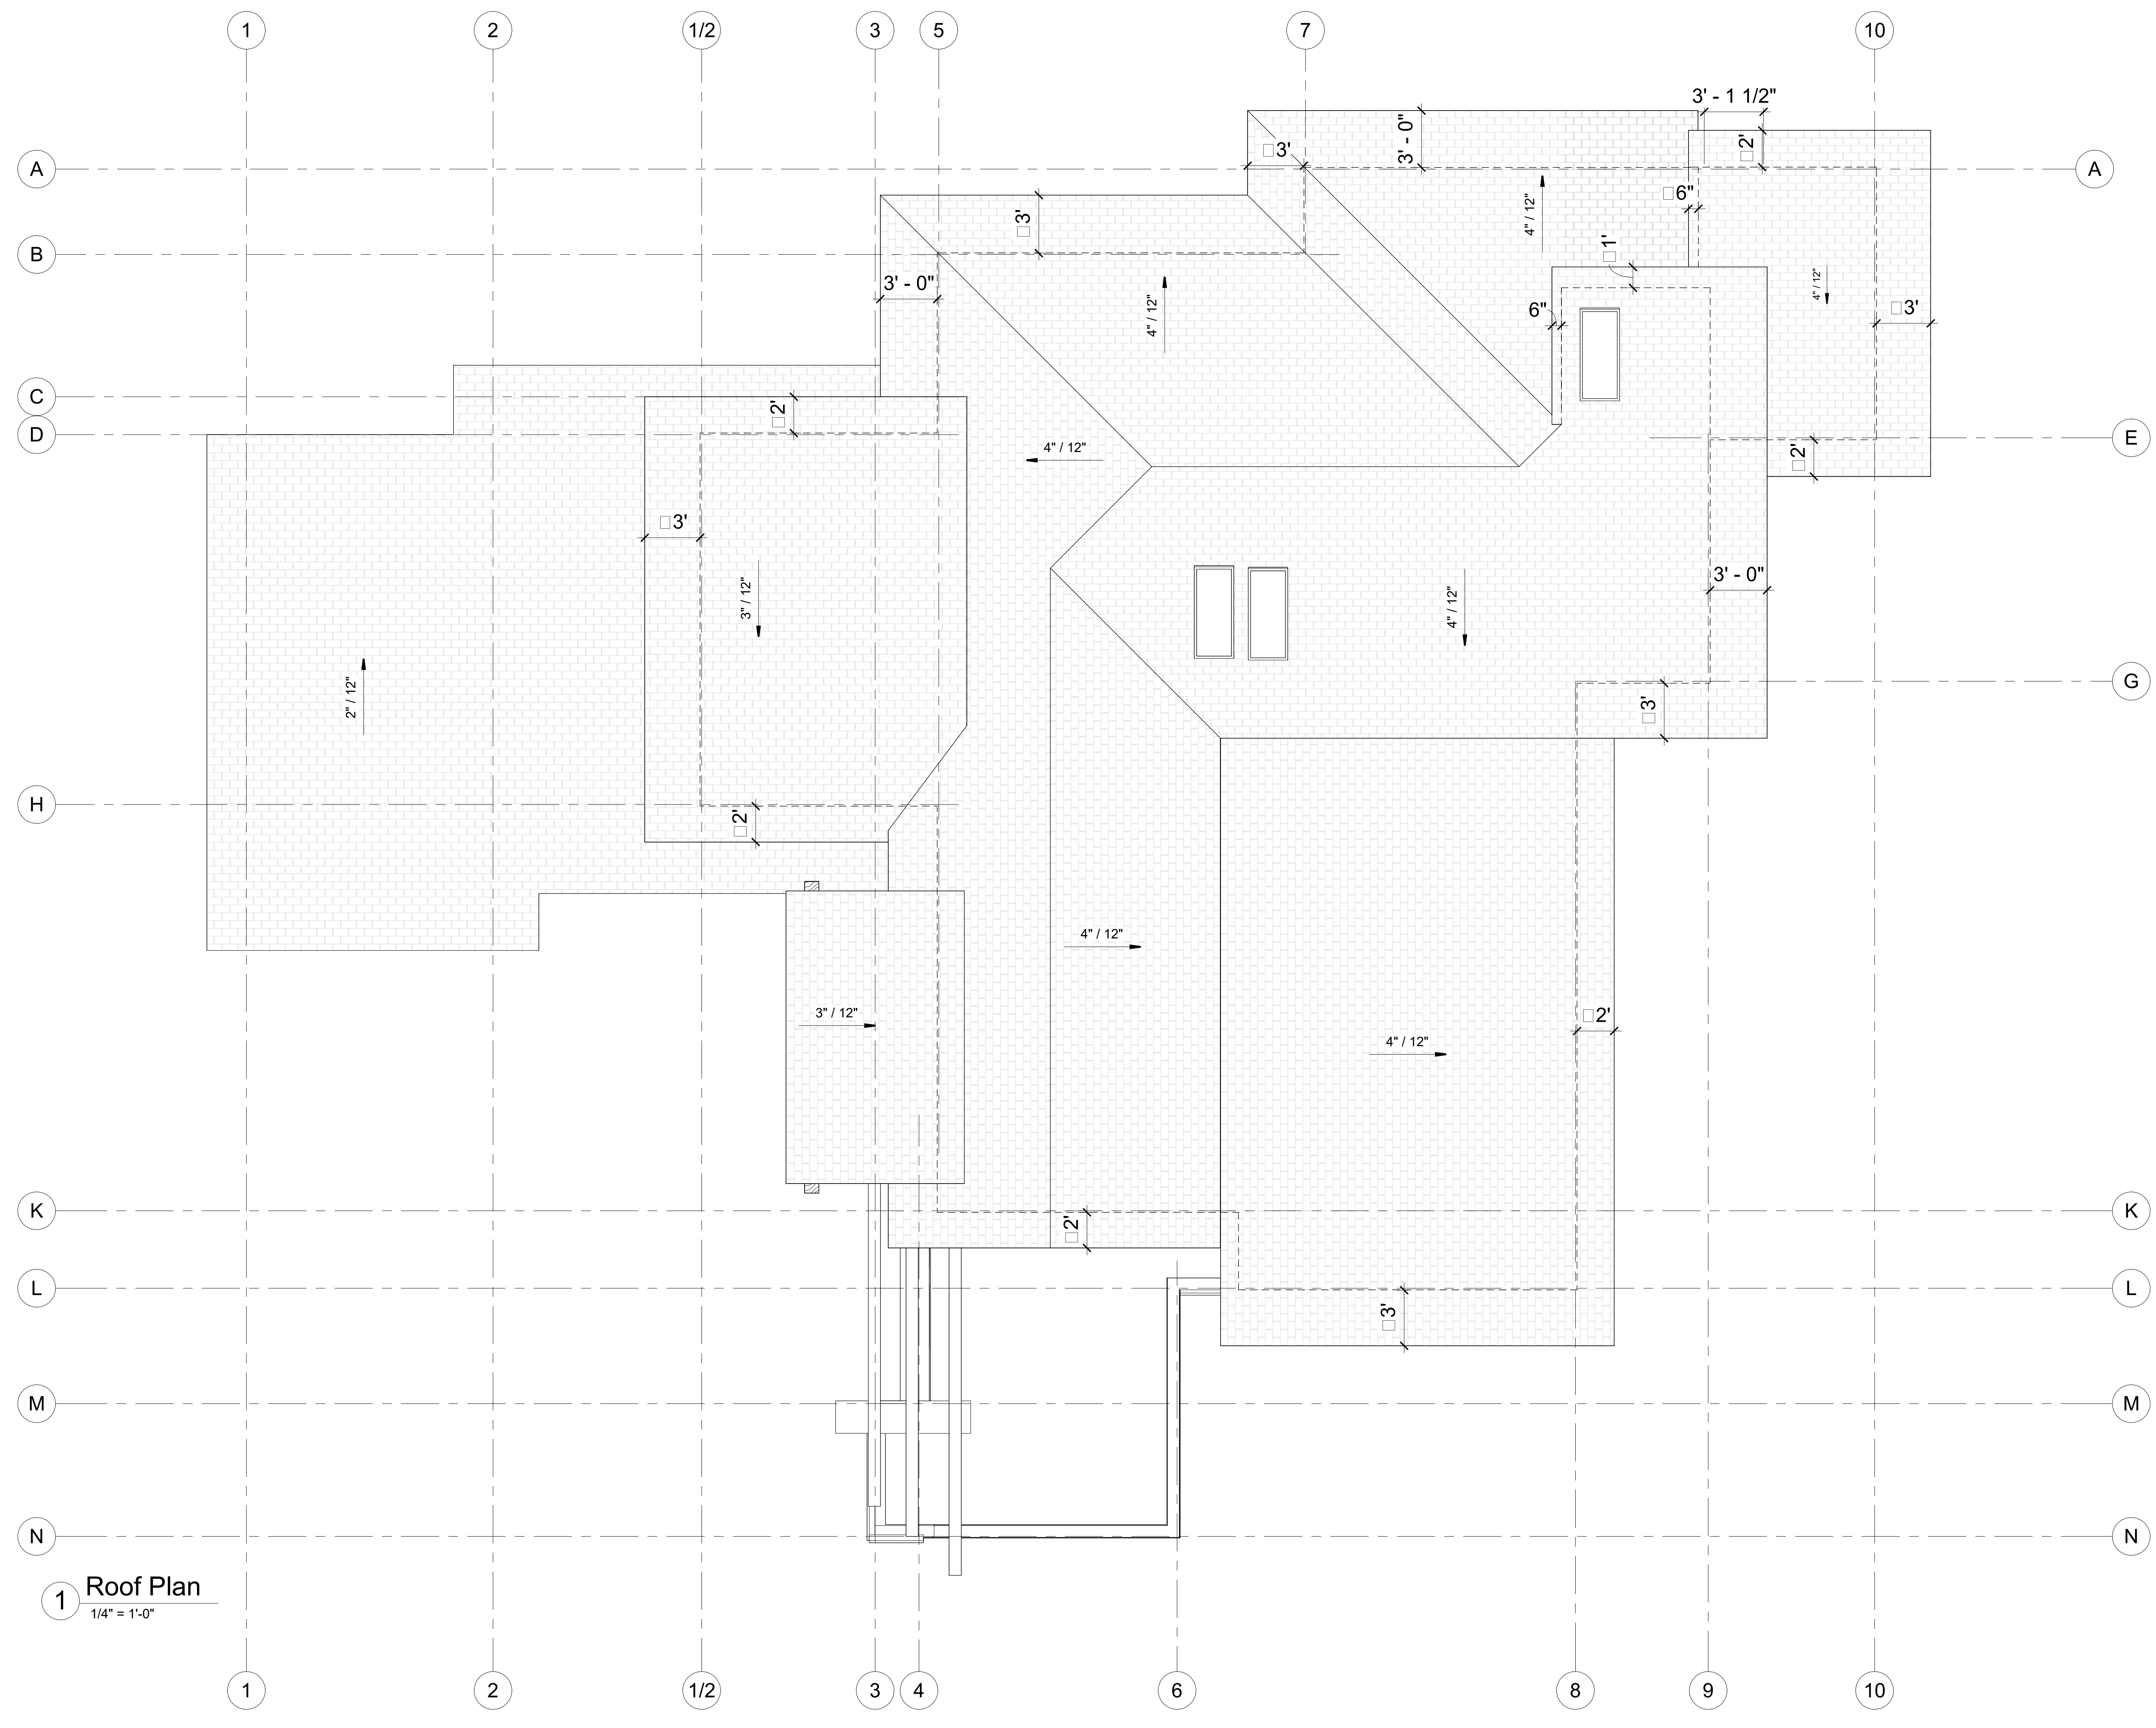 1 2 1/2 3 5 7 10
3' - 1 1/2"
A □3' 3' - 0" □2' A
□6"
4" / 12"
□3'
B □1'
3' - 0" 4" / 12" 4" / 12" □3'
6"
C
□2'
D 4" / 12" □2' E
□3'
3" / 12" 4" / 12" 3' - 0"
2" / 12" □3' G
H
□2'
4" / 12"
3" / 12" □2'
4" / 12"
K □2' K
L □3' L
M M
N N
Roof Plan
1
1/4" = 1'-0"
1 2 1/2 3 4 6 8 9 10